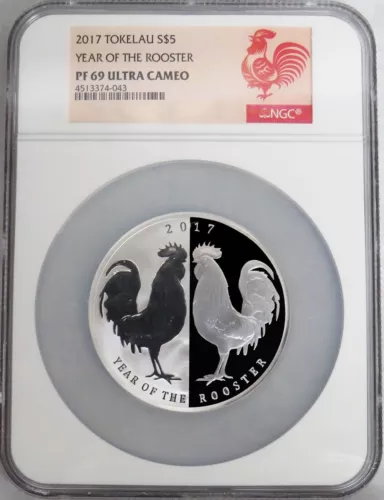 2017 TOKELAU S$5
YEAR OF THE ROOSTER
PF 69 ULTRA CAMEO
4513374-043
NGC
2017
YEAR OF THE ROOSTER